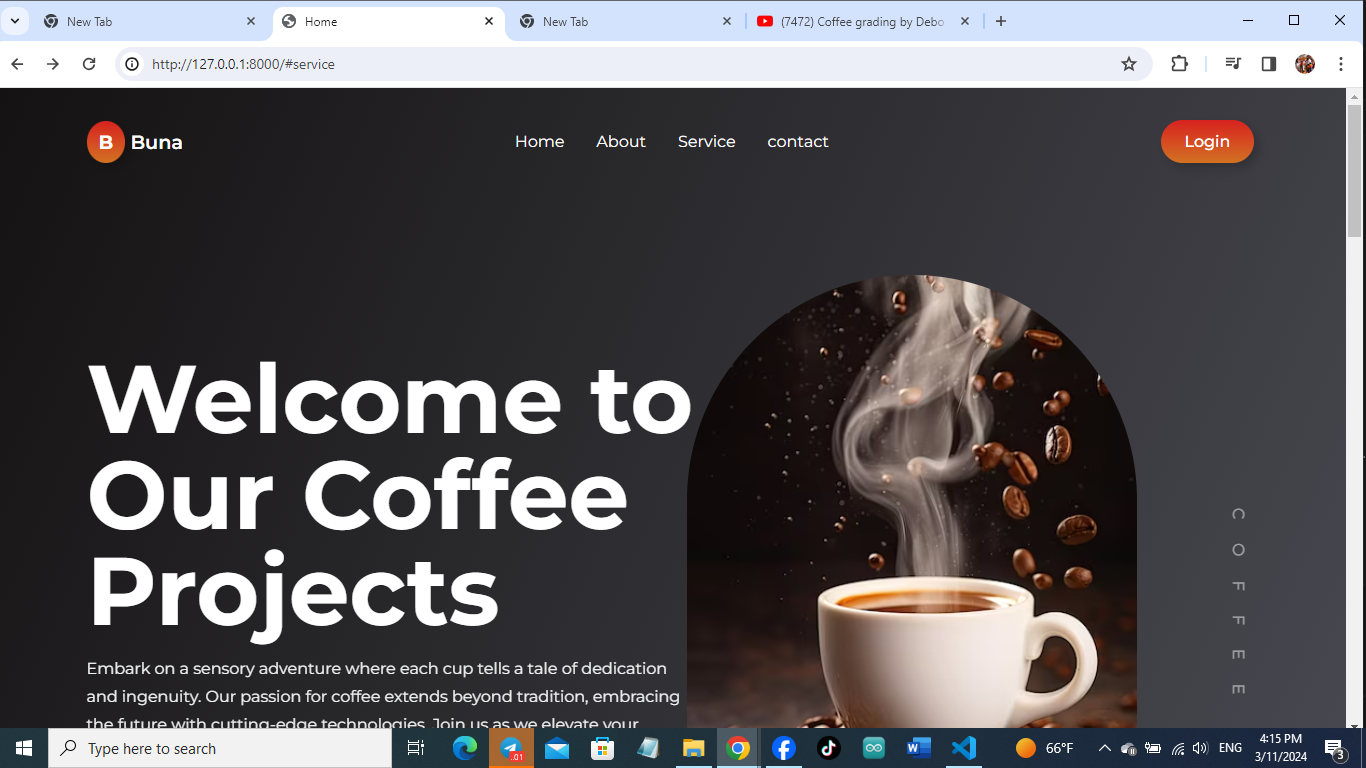 New Tab
Home
New Tab
(7472) Coffee grading by Debo
http://127.0.0.1:8000/#service
B Buna
Home About Service contact
Login
Welcome to
Our Coffee
Projects
Embark on a sensory adventure where each cup tells a tale of dedication
and ingenuity. Our passion for coffee extends beyond tradition, embracing
the future with cutting-edge technologies. Join us as we elevate your
COFFEE
Type here to search
.01
W
66°F
ENG
4:15 PM
3/11/2024
3